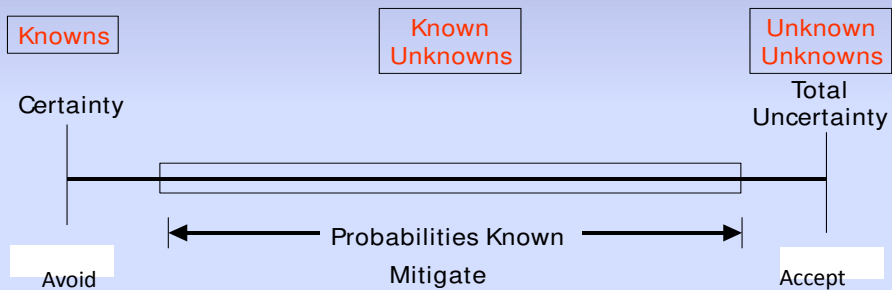 Knowns
Known
Unknowns
Unknown
Unknowns
Certainty
Total
Uncertainty
Probabilities Known
Avoid
Mitigate
Accept